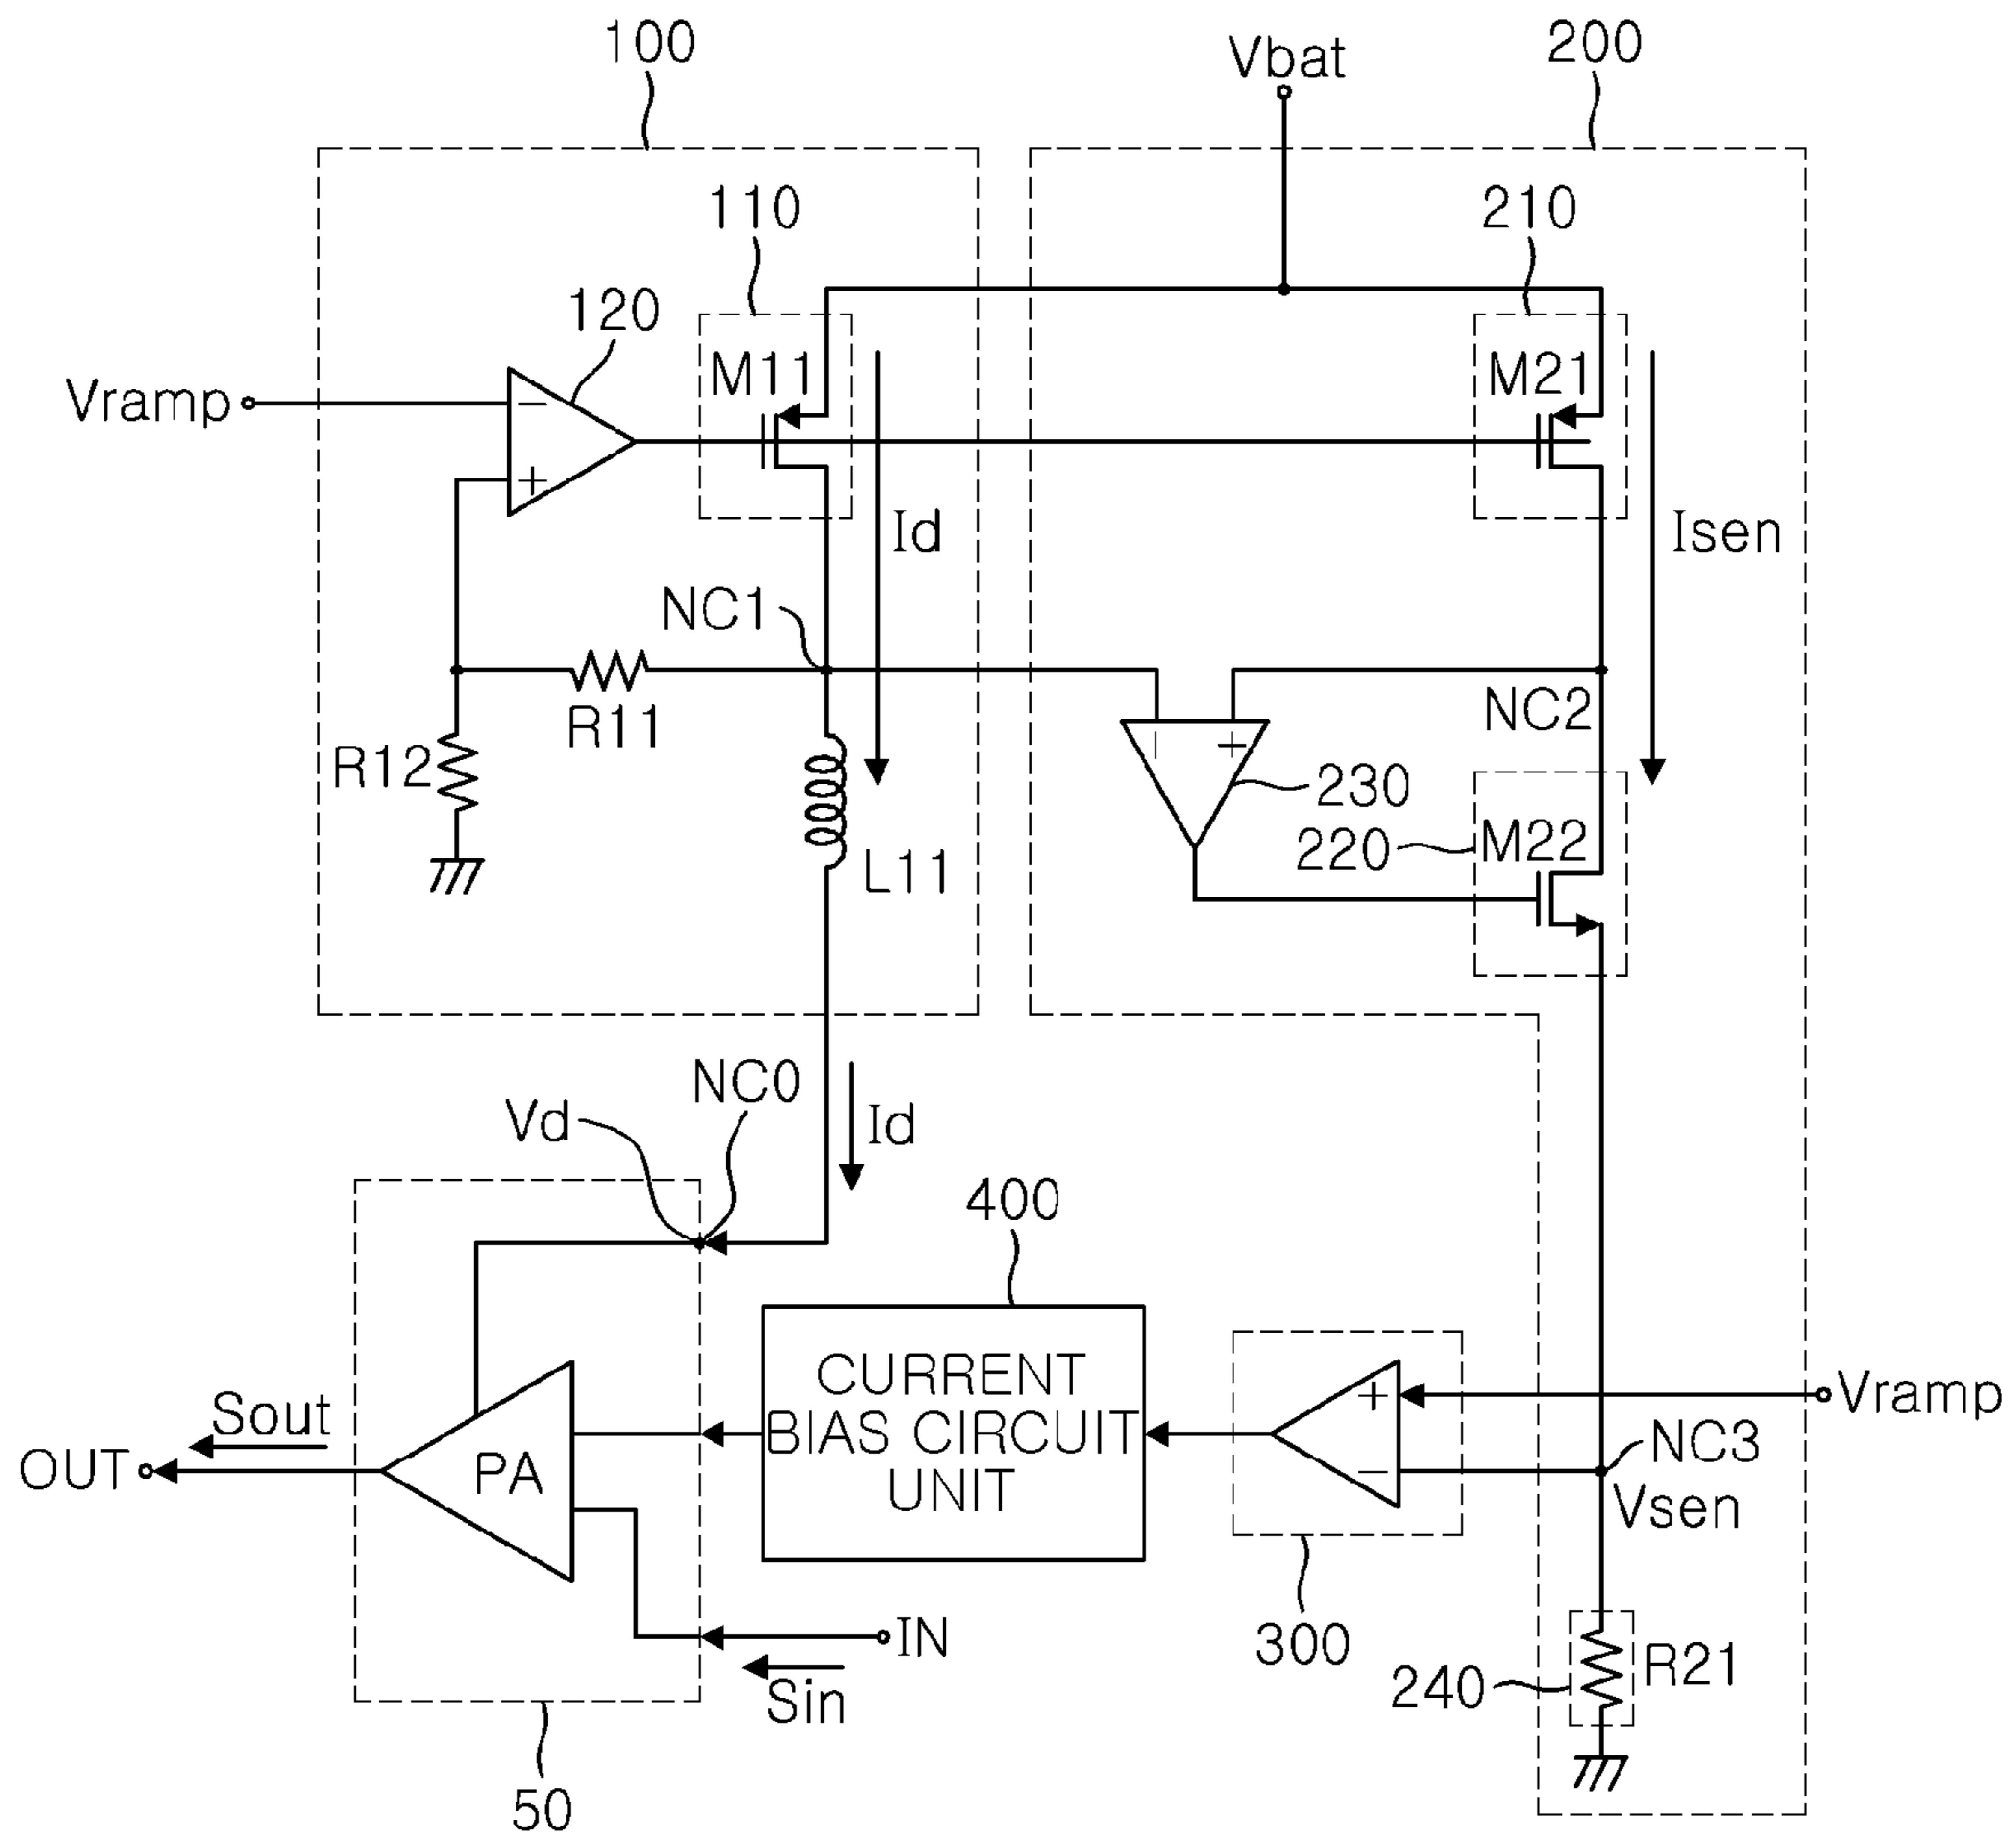 100
Vbat
200
110
210
120
M11
M21
Vramp
−
+
Id
Isen
NC1
R11
NC2
R12
− +
230
220
M22
L11
NC0
Vd
Id
400
CURRENT
BIAS CIRCUIT
UNIT
+
−
Vramp
Sout
NC3
OUT
PA
Vsen
IN
300
R21
240
Sin
50